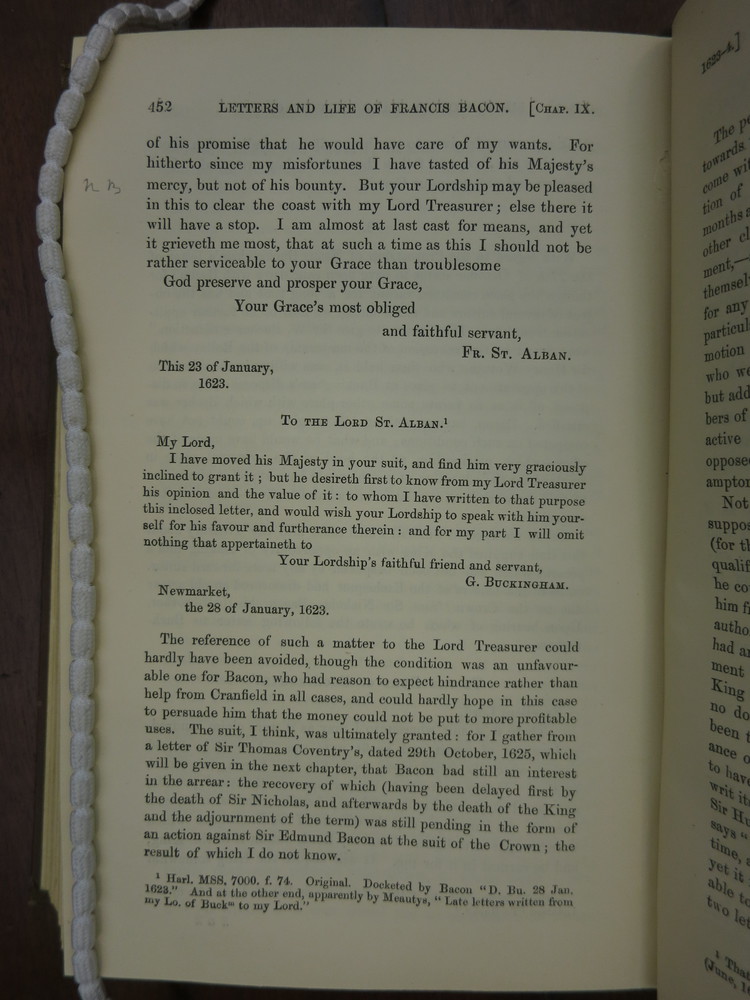 452 LETTERS AND LIFE OF FRANCIS BACON. [CHAP. IX.
of his promise that he would have care of my wants. For
hitherto since my misfortunes I have tasted of his Majesty's
mercy, but not of his bounty. But your Lordship may be pleased
in this to clear the coast with my Lord Treasurer; else there it
will have a stop. I am almost at last cast for means, and yet
it grieveth me most, that at such a time as this I should not be
rather serviceable to your Grace than troublesome
God preserve and prosper your Grace,
Your Grace's most obliged
and faithful servant,
FR. ST. ALBAN.
This 23 of January,
1623.
TO THE LORD ST. ALBAN.¹
My Lord,
I have moved his Majesty in your suit, and find him very graciously
inclined to grant it; but he desireth first to know from my Lord Treasurer
his opinion and the value of it: to whom I have written to that purpose
this inclosed letter, and would wish your Lordship to speak with him your-
self for his favour and furtherance therein: and for my part I will omit
nothing that appertaineth to
Your Lordship's faithful friend and servant,
G. BUCKINGHAM.
Newmarket,
the 28 of January, 1623.
The reference of such a matter to the Lord Treasurer could
hardly have been avoided, though the condition was an unfavour-
able one for Bacon, who had reason to expect hindrance rather than
help from Cranfield in all cases, and could hardly hope in this case
to persuade him that the money could not be put to more profitable
uses. The suit, I think, was ultimately granted: for I gather from
a letter of Sir Thomas Coventry's, dated 29th October, 1625, which
will be given in the next chapter, that Bacon had still an interest
in the arrear: the recovery of which (having been delayed first by
the death of Sir Nicholas, and afterwards by the death of the King
and the adjournment of the term) was still pending in the form of
an action against Sir Edmund Bacon at the suit of the Crown; the
result of which I do not know.
¹ Harl. MSS. 7000. f. 74. Original. Docketed by Bacon "D. Bu. 28 Jan.
1623." And at the other end, apparently by Meautys, "Late letters written from
my Lo. of Buckᵐ to my Lord."
1623-4.]
The
towards
come
tion of
months
other
ment,—
for any
motion
who
but
bers of
active
Not
(for
he
him
had
ment
King
no
been
ance of
to
writ
Sir
says "
time,
yet it
able to
two
¹ That
(June,